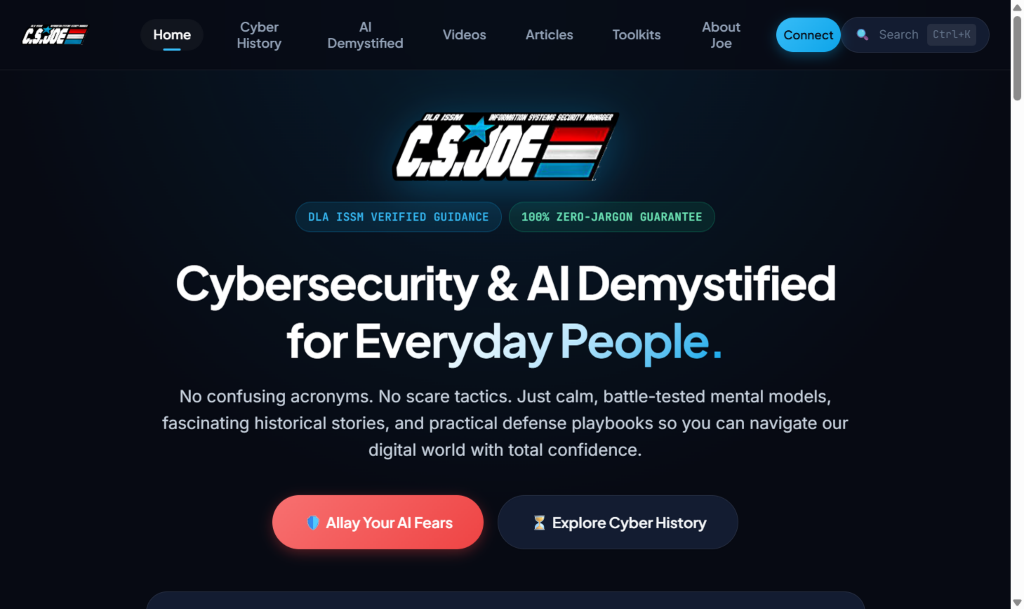 C.S.JOE
Home
Cyber
History
AI
Demystified
Videos
Articles
Toolkits
About
Joe
Connect
Search
Ctrl+K
DLA ISSM
INFORMATION SYSTEMS SECURITY MANAGER
C.S.JOE
DLA ISSM VERIFIED GUIDANCE
100% ZERO-JARGON GUARANTEE
Cybersecurity & AI Demystified
for Everyday People.
No confusing acronyms. No scare tactics. Just calm, battle-tested mental models,
fascinating historical stories, and practical defense playbooks so you can navigate our
digital world with total confidence.
Allay Your AI Fears
Explore Cyber History